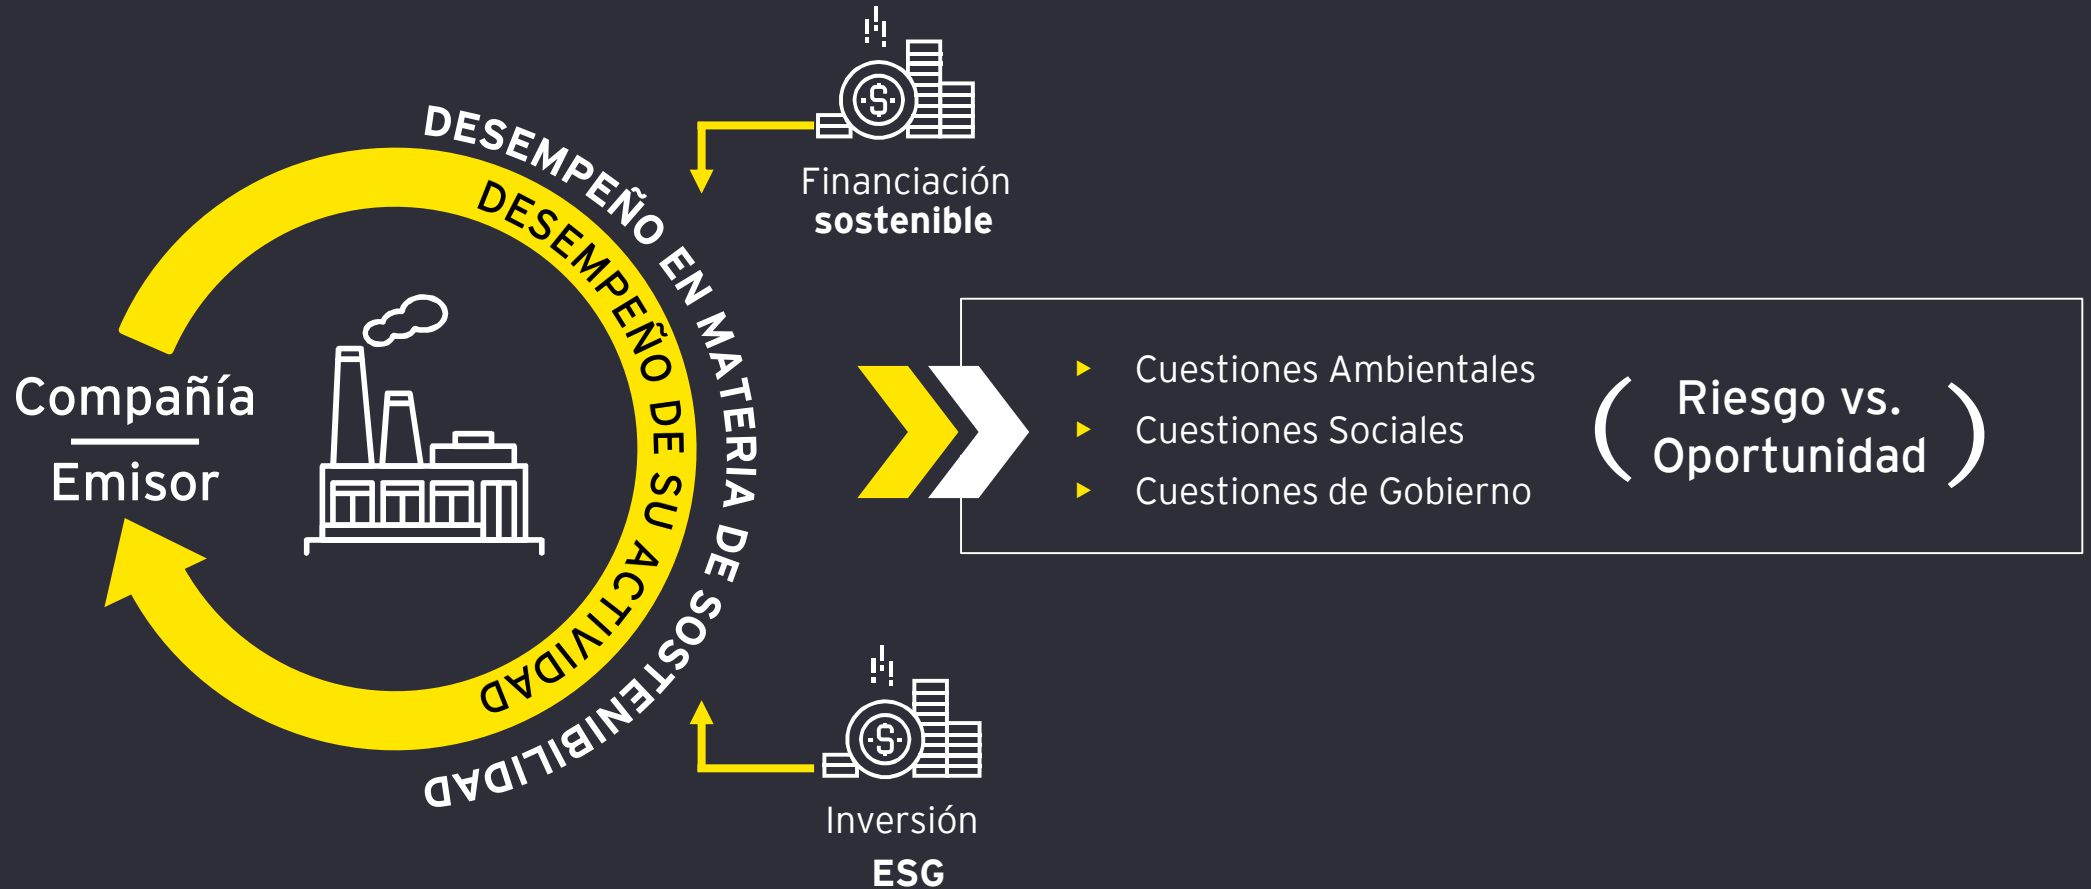 DESEMPEÑO EN MATERIA DE SOSTENIBILIDAD
DESEMPEÑO DE SU ACTIVIDAD
Compañía
Emisor
Financiación
sostenible
Cuestiones Ambientales
Cuestiones Sociales
Cuestiones de Gobierno
( Riesgo vs.
Oportunidad )
Inversión
ESG